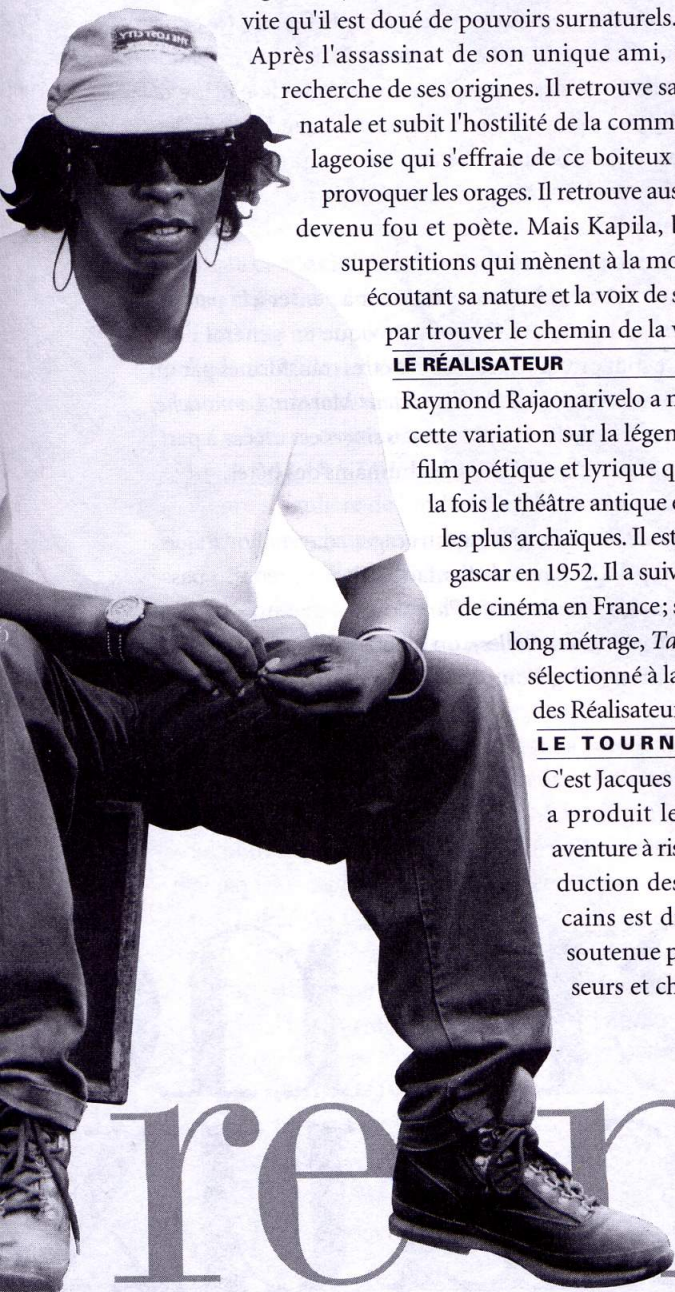 THE LOST CITY
vite qu'il est doué de pouvoirs surnaturels.
Après l'assassinat de son unique ami,
recherche de ses origines. Il retrouve sa
natale et subit l'hostilité de la comm
lageoise qui s'effraie de ce boiteux
provoquer les orages. Il retrouve aus
devenu fou et poète. Mais Kapila,
superstitions qui mènent à la mo
écoutant sa nature et la voix de s
par trouver le chemin de la v
LE RÉALISATEUR
Raymond Rajaonarivelo a
cette variation sur la légen
film poétique et lyrique q
la fois le théâtre antique
les plus archaïques. Il est
gascar en 1952. Il a suiv
de cinéma en France; s
long métrage, Ta
sélectionné à la
des Réalisateu
LE TOURN
C'est Jacques
a produit le
aventure à ris
duction des
cains est d
soutenue p
seurs et ch
re